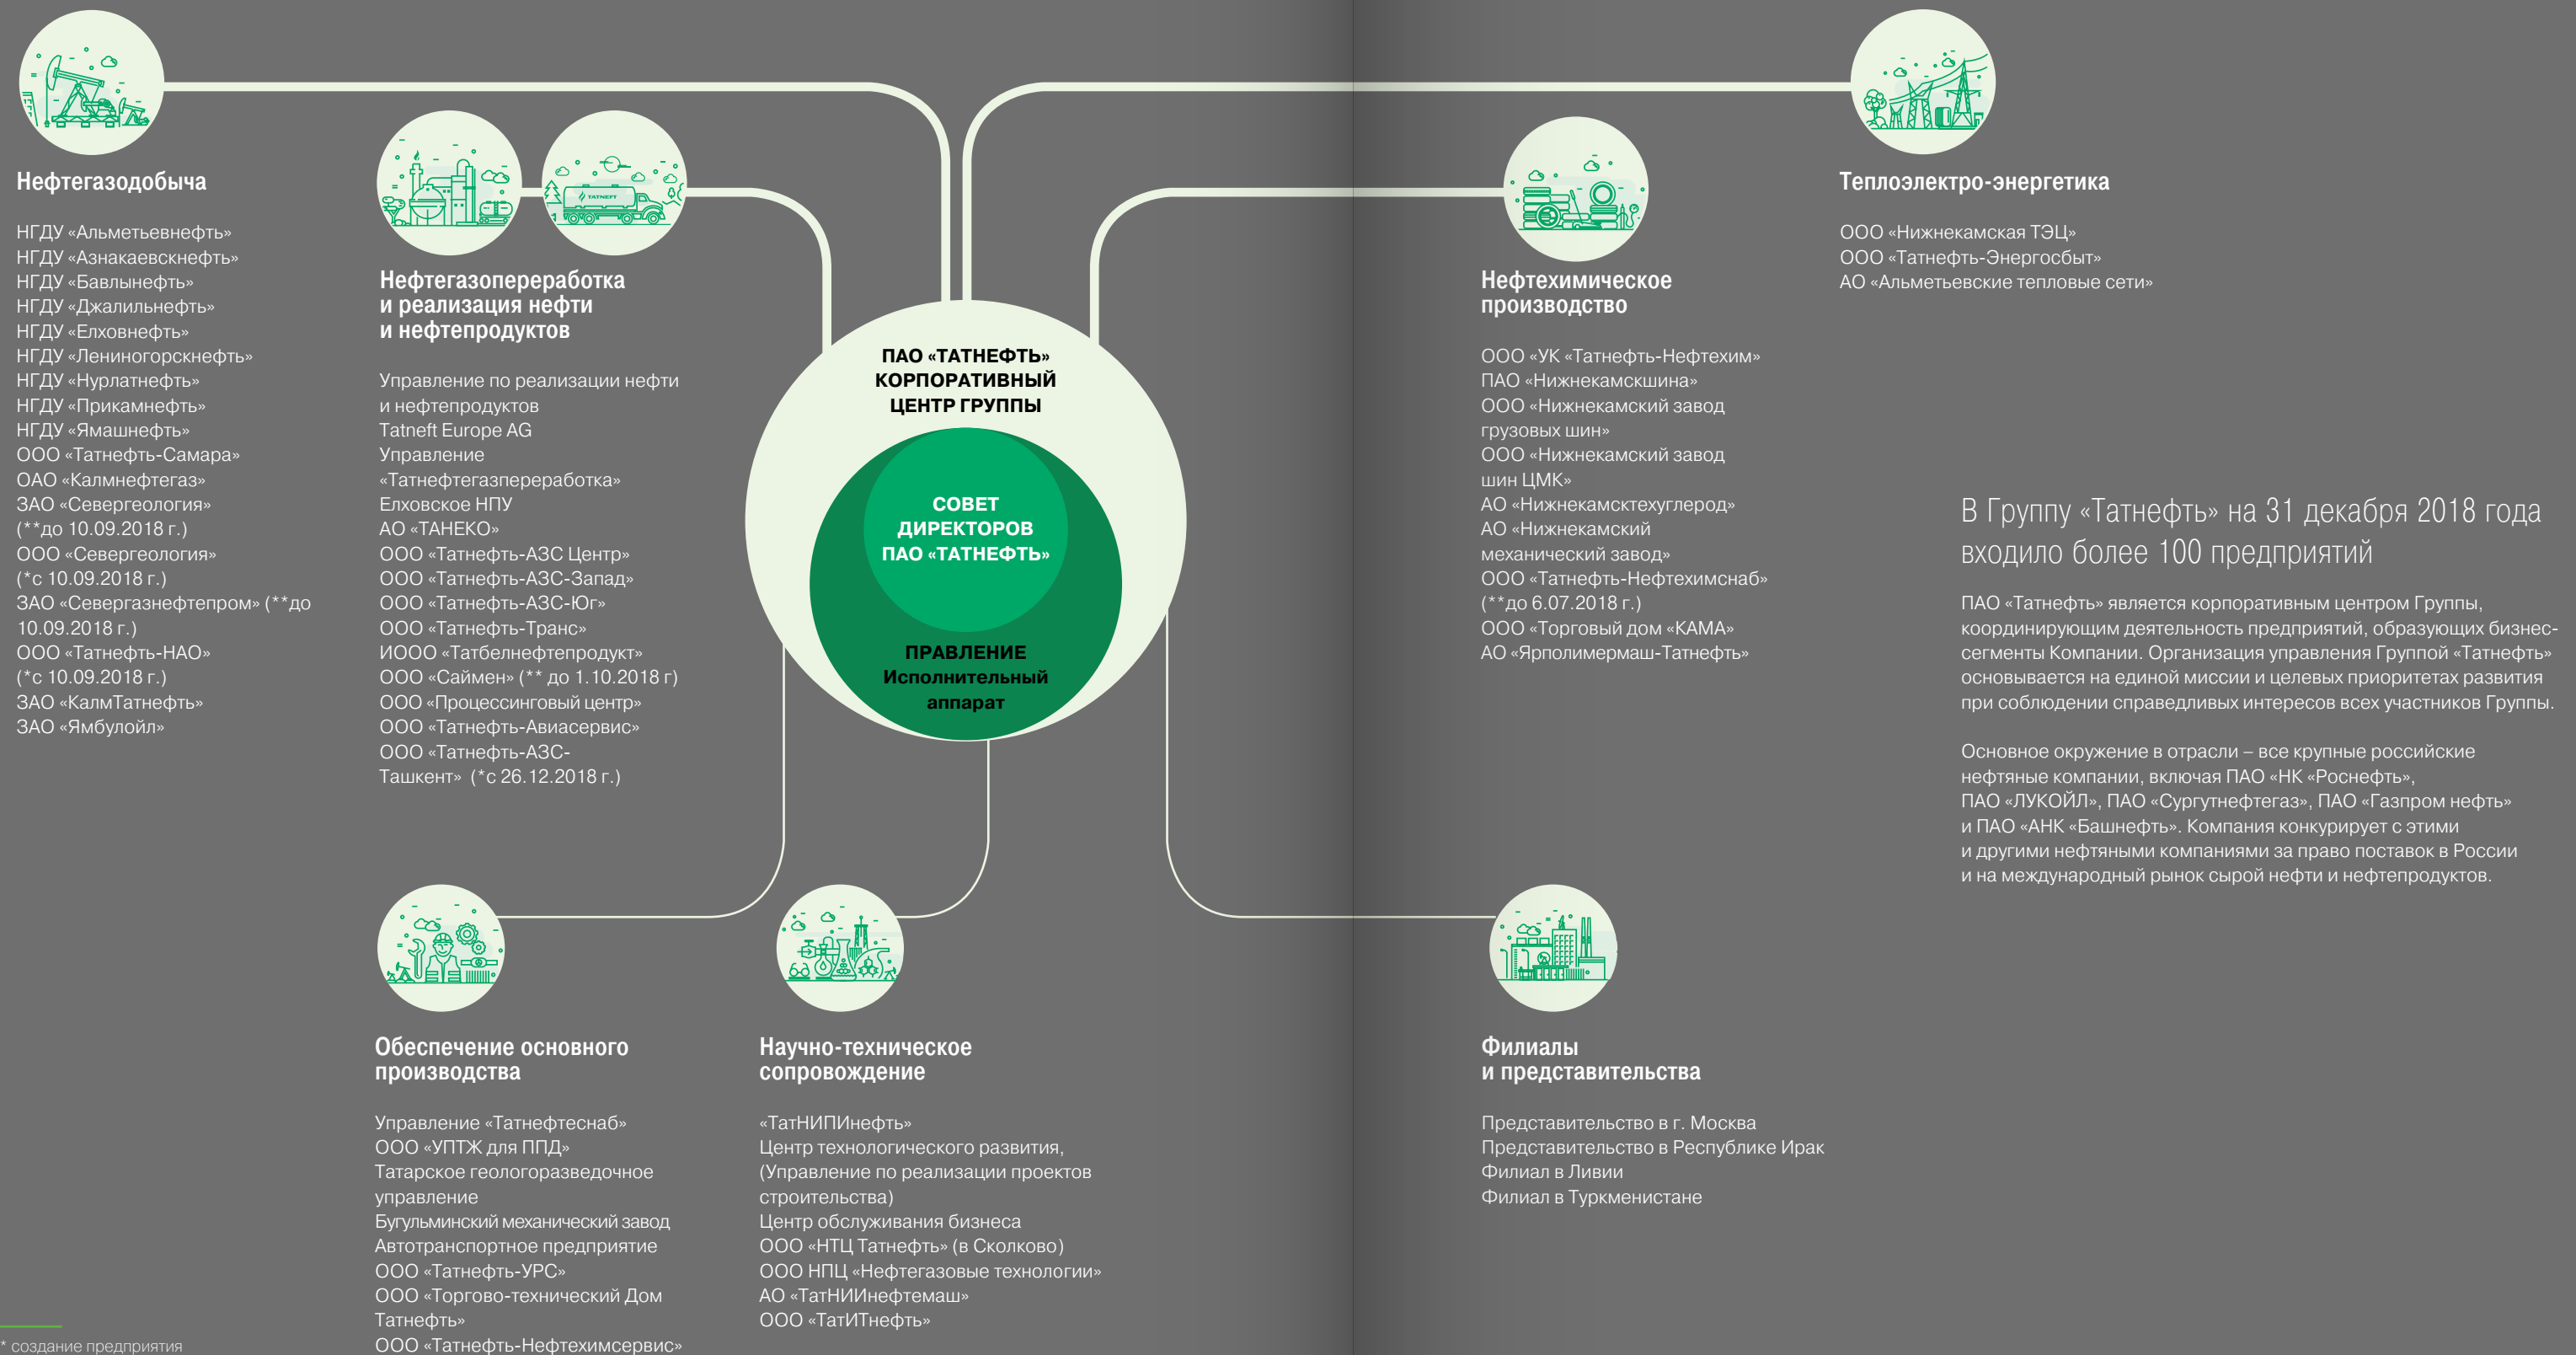 Нефтегазодобыча
НГДУ «Альметьевнефть»
НГДУ «Азнакаевскнефть»
НГДУ «Бавлынефть»
НГДУ «Джалильнефть»
НГДУ «Елховнефть»
НГДУ «Лениногорскнефть»
НГДУ «Нурлатнефть»
НГДУ «Прикамнефть»
НГДУ «Ямашнефть»
ООО «Татнефть-Самара»
ОАО «Калмнефтегаз»
ЗАО «Севергеология»
(**до 10.09.2018 г.)
ООО «Севергеология»
(*с 10.09.2018 г.)
ЗАО «Севергазнефтепром» (**до
10.09.2018 г.)
ООО «Татнефть-НАО»
(*с 10.09.2018 г.)
ЗАО «КалмТатнефть»
ЗАО «Ямбулойл»
TATNEFT
Нефтегазопереработка
и реализация нефти
и нефтепродуктов
Управление по реализации нефти
и нефтепродуктов
Tatneft Europe AG
Управление
«Татнефтегазпереработка»
Елховское НПУ
АО «ТАНЕКО»
ООО «Татнефть-АЗС Центр»
ООО «Татнефть-АЗС-Запад»
ООО «Татнефть-АЗС-Юг»
ООО «Татнефть-Транс»
ИООО «Татбелнефтепродукт»
ООО «Саймен» (** до 1.10.2018 г)
ООО «Процессинговый центр»
ООО «Татнефть-Авиасервис»
ООО «Татнефть-АЗС-
Ташкент» (*с 26.12.2018 г.)
ПАО «ТАТНЕФТЬ»
КОРПОРАТИВНЫЙ
ЦЕНТР ГРУППЫ
СОВЕТ
ДИРЕКТОРОВ
ПАО «ТАТНЕФТЬ»
ПРАВЛЕНИЕ
Исполнительный
аппарат
Нефтехимическое
производство
ООО «УК «Татнефть-Нефтехим»
ПАО «Нижнекамскшина»
ООО «Нижнекамский завод
грузовых шин»
ООО «Нижнекамский завод
шин ЦМК»
АО «Нижнекамсктехуглерод»
АО «Нижнекамский
механический завод»
ООО «Татнефть-Нефтехимснаб»
(**до 6.07.2018 г.)
ООО «Торговый дом «КАМА»
АО «Ярполимермаш-Татнефть»
Теплоэлектро-энергетика
ООО «Нижнекамская ТЭЦ»
ООО «Татнефть-Энергосбыт»
АО «Альметьевские тепловые сети»
В Группу «Татнефть» на 31 декабря 2018 года
входило более 100 предприятий
ПАО «Татнефть» является корпоративным центром Группы,
координирующим деятельность предприятий, образующих бизнес-
сегменты Компании. Организация управления Группой «Татнефть»
основывается на единой миссии и целевых приоритетах развития
при соблюдении справедливых интересов всех участников Группы.
Основное окружение в отрасли – все крупные российские
нефтяные компании, включая ПАО «НК «Роснефть»,
ПАО «ЛУКОЙЛ», ПАО «Сургутнефтегаз», ПАО «Газпром нефть»
и ПАО «АНК «Башнефть». Компания конкурирует с этими
и другими нефтяными компаниями за право поставок в России
и на международный рынок сырой нефти и нефтепродуктов.
Обеспечение основного
производства
Управление «Татнефтеснаб»
ООО «УПТЖ для ППД»
Татарское геологоразведочное
управление
Бугульминский механический завод
Автотранспортное предприятие
ООО «Татнефть-УРС»
ООО «Торгово-технический Дом
Татнефть»
ООО «Татнефть-Нефтехимсервис»
Научно-техническое
сопровождение
«ТатНИПИнефть»
Центр технологического развития,
(Управление по реализации проектов
строительства)
Центр обслуживания бизнеса
ООО «НТЦ Татнефть» (в Сколково)
ООО НПЦ «Нефтегазовые технологии»
АО «ТатНИИнефтемаш»
ООО «ТатИТнефть»
Филиалы
и представительства
Представительство в г. Москва
Представительство в Республике Ирак
Филиал в Ливии
Филиал в Туркменистане
* создание предприятия